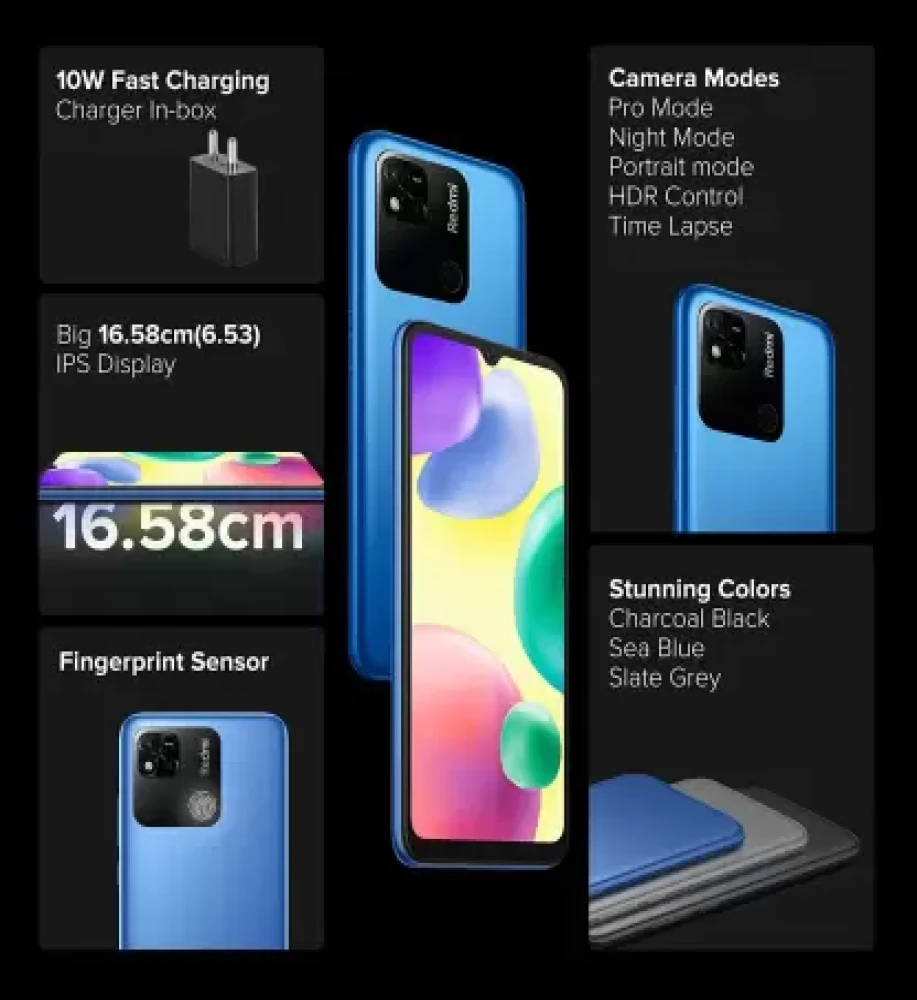 10W Fast Charging
Charger In-box
Big 16.58cm(6.53)
IPS Display
16.58cm
Fingerprint Sensor
Redmi
Redmi
Camera Modes
Pro Mode
Night Mode
Portrait mode
HDR Control
Time Lapse
Redmi
Stunning Colors
Charcoal Black
Sea Blue
Slate Grey